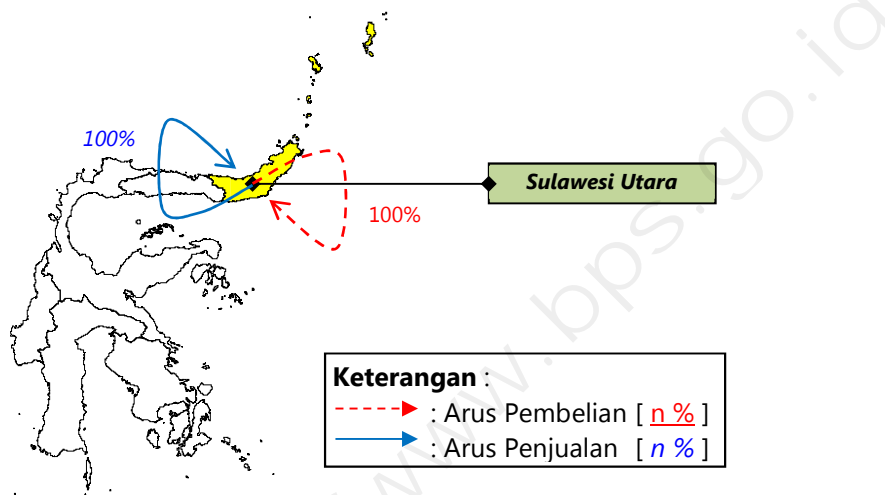 100%
Sulawesi Utara
100%
Keterangan :
: Arus Pembelian [ n % ]
: Arus Penjualan [ n % ]
www.bps.go.id